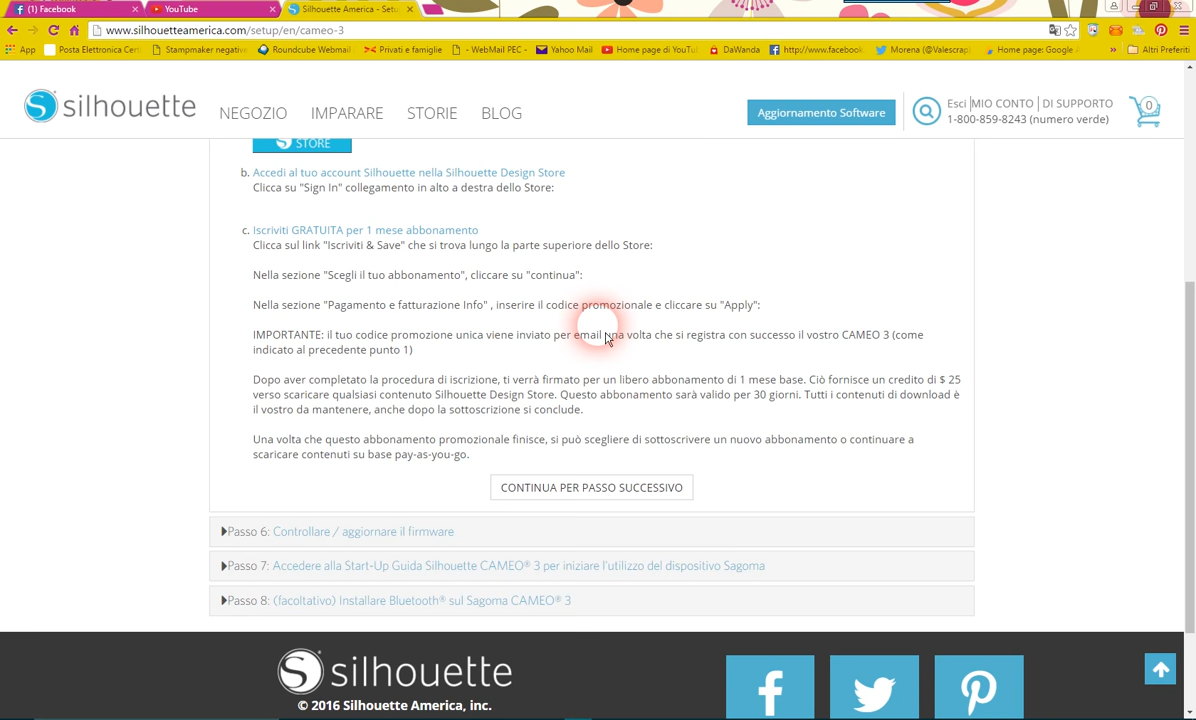 (1) Facebook
YouTube
Silhouette America - Setu
www.silhouetteamerica.com/setup/en/cameo-3
App
Posta Elettronica Cert
Stampmaker negative
Roundcube Webmail
Privati e famiglie
- WebMail PEC -
Yahoo Mail
Home page di YouTu
DaWanda
http://www.facebook.
Morena (@Valescrap
Home page: Google A
»
Altri Preferiti
silhouette
NEGOZIO
IMPARARE
STORIE
BLOG
Aggiornamento Software
Esci |MIO CONTO | DI SUPPORTO
1-800-859-8243 (numero verde)
0
S STORE
b. Accedi al tuo account Silhouette nella Silhouette Design Store
Clicca su "Sign In" collegamento in alto a destra dello Store:
c. Iscriviti GRATUITA per 1 mese abbonamento
Clicca sul link "Iscriviti & Save" che si trova lungo la parte superiore dello Store:
Nella sezione "Scegli il tuo abbonamento", cliccare su "continua":
Nella sezione "Pagamento e fatturazione Info" , inserire il codice promozionale e cliccare su "Apply":
IMPORTANTE: il tuo codice promozione unica viene inviato per email una volta che si registra con successo il vostro CAMEO 3 (come
indicato al precedente punto 1)
Dopo aver completato la procedura di iscrizione, ti verrà firmato per un libero abbonamento di 1 mese base. Ciò fornisce un credito di $ 25
verso scaricare qualsiasi contenuto Silhouette Design Store. Questo abbonamento sarà valido per 30 giorni. Tutti i contenuti di download è
il vostro da mantenere, anche dopo la sottoscrizione si conclude.
Una volta che questo abbonamento promozionale finisce, si può scegliere di sottoscrivere un nuovo abbonamento o continuare a
scaricare contenuti su base pay-as-you-go.
CONTINUA PER PASSO SUCCESSIVO
Passo 6: Controllare / aggiornare il firmware
Passo 7: Accedere alla Start-Up Guida Silhouette CAMEO® 3 per iniziare l'utilizzo del dispositivo Sagoma
Passo 8: (facoltativo) Installare Bluetooth® sul Sagoma CAMEO® 3
silhouette
© 2016 Silhouette America, inc.